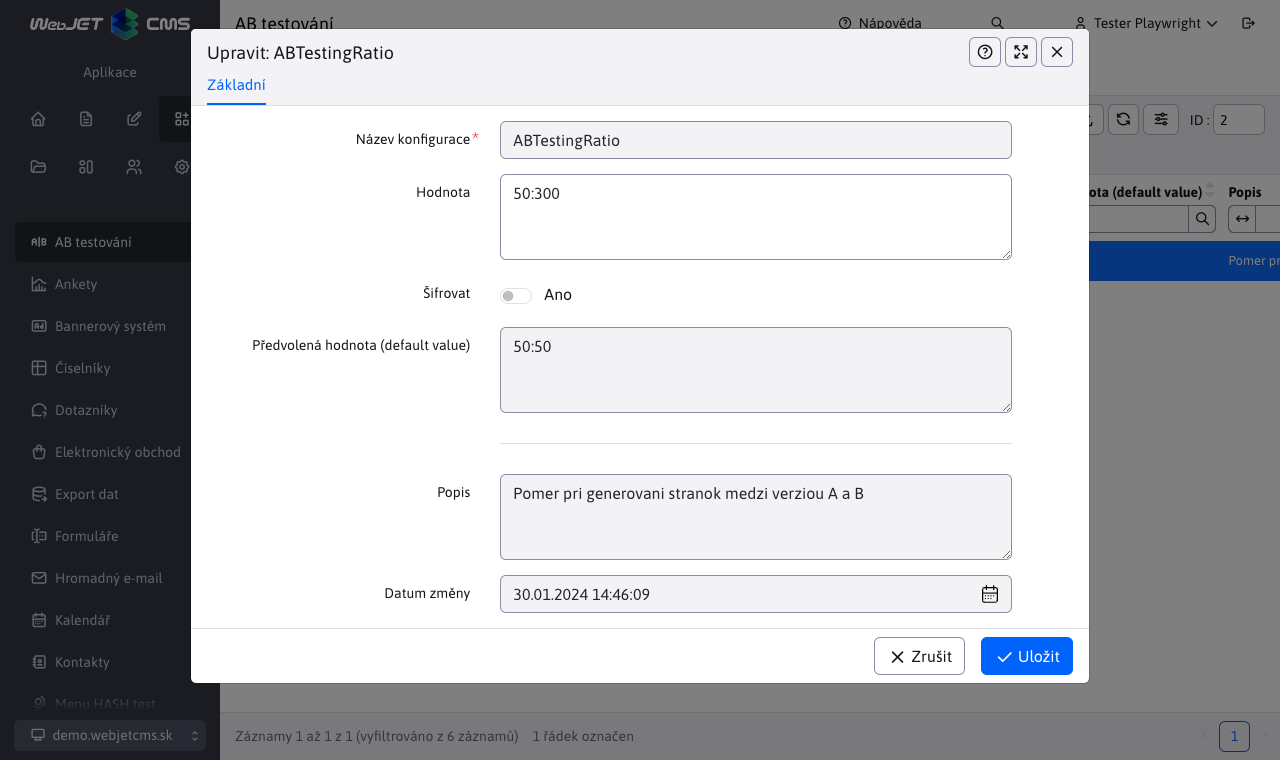 WebJET CMS
AB testování
Nápověda
Tester Playwright
Aplikace
Upravit: ABTestingRatio
Základní
ID :
2
Název konfigurace*
ABTestingRatio
Hodnota
50:300
ota (default value)
Popis
Šifrovat
Ano
Pomer pr
Předvolená hodnota (default value)
50:50
Popis
Pomer pri generovani stranok medzi verziou A a B
Datum změny
30.01.2024 14:46:09
Zrušit
Uložit
AB testování
Ankety
Bannerový systém
Číselníky
Dotazníky
Elektronický obchod
Export dat
Formuláře
Hromadný e-mail
Kalendář
Kontakty
Menu HASH test
demo.webjetcms.sk
Záznamy 1 až 1 z 1 (vyfiltrováno z 6 záznamů)
1 řádek označen
1